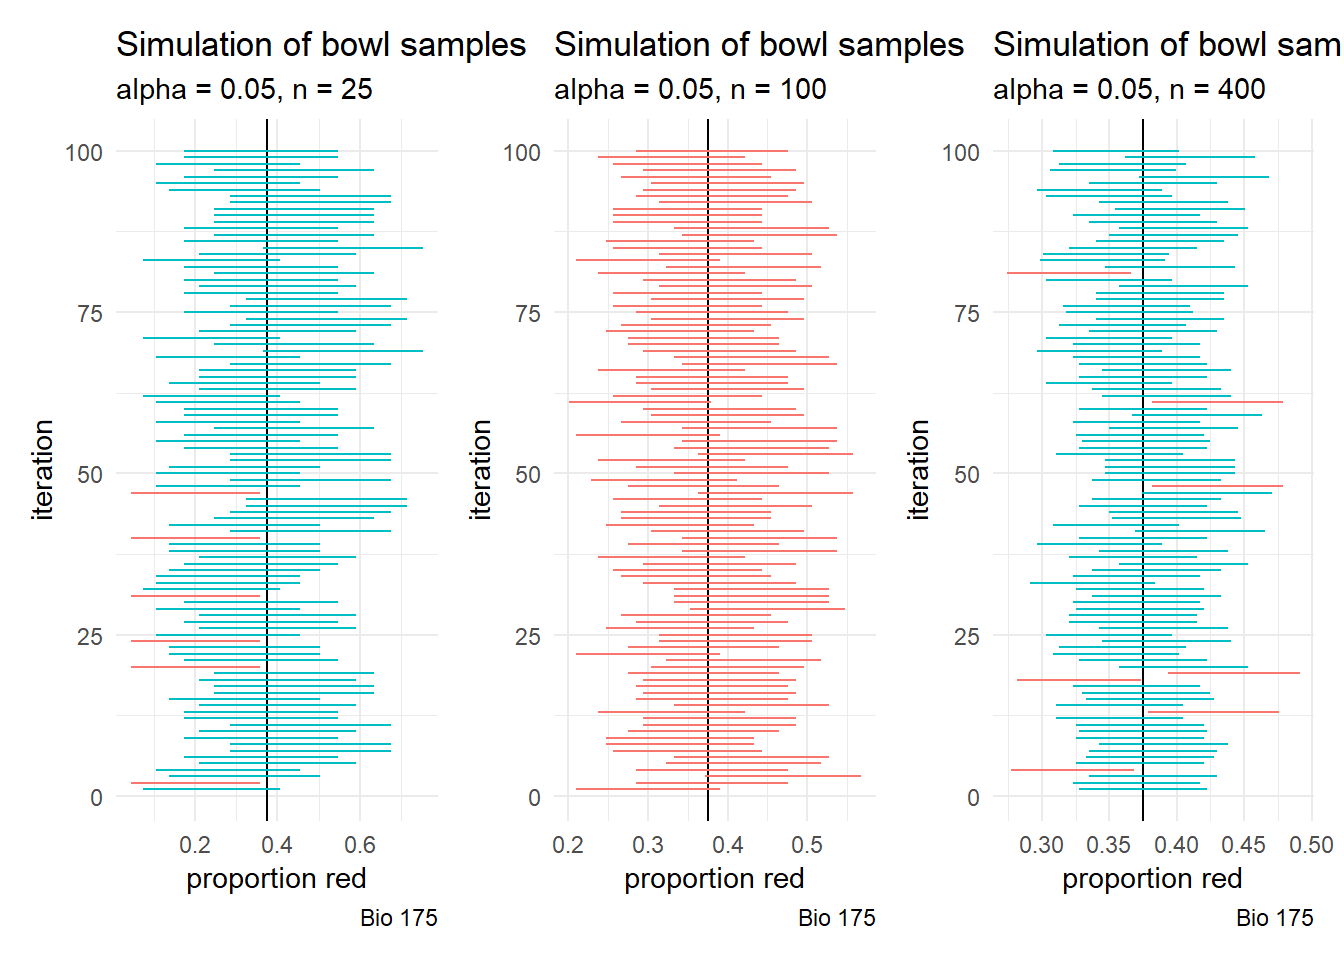 Simulation of bowl samples
alpha = 0.05, n = 25
iteration
100
75
50
25
0
0.2 0.4 0.6
proportion red
Bio 175
Simulation of bowl samples
alpha = 0.05, n = 100
iteration
100
75
50
25
0
0.2 0.3 0.4 0.5
proportion red
Bio 175
Simulation of bowl sam
alpha = 0.05, n = 400
iteration
100
75
50
25
0
0.30 0.35 0.40 0.45 0.50
proportion red
Bio 175